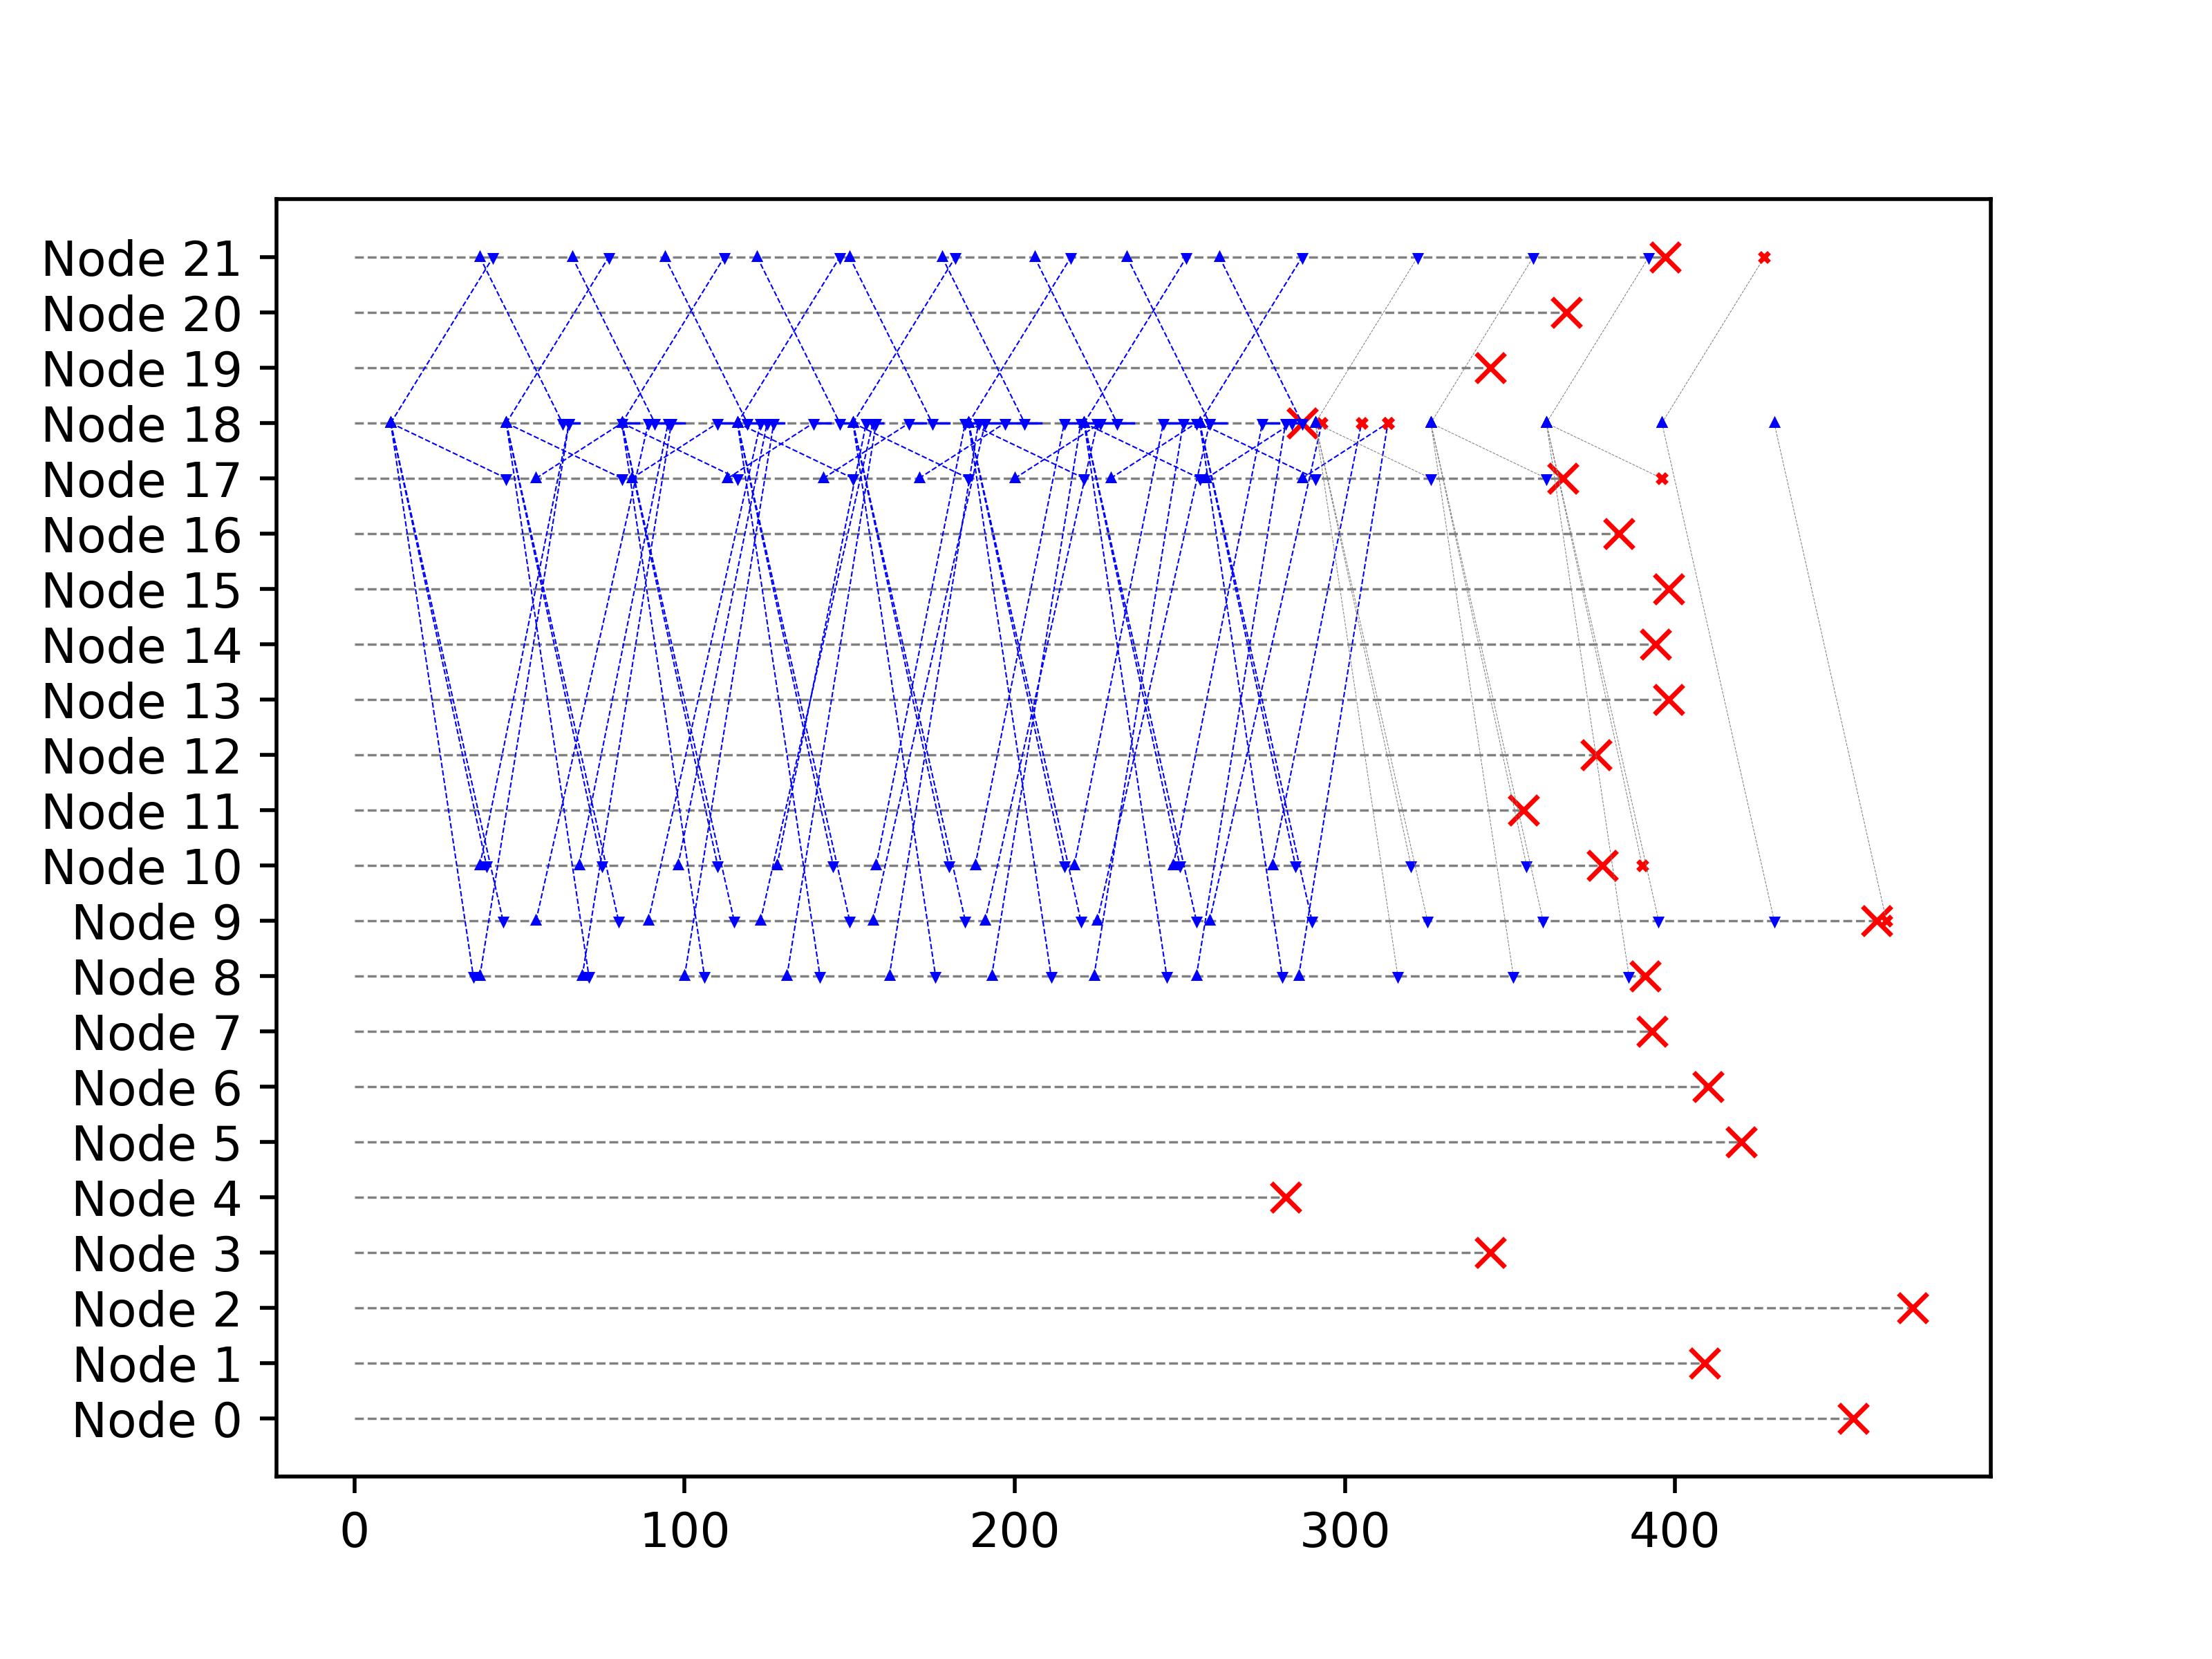 Node 21
Node 20
Node 19
Node 18
Node 17
Node 16
Node 15
Node 14
Node 13
Node 12
Node 11
Node 10
Node 9
Node 8
Node 7
Node 6
Node 5
Node 4
Node 3
Node 2
Node 1
Node 0
0 100 200 300 400